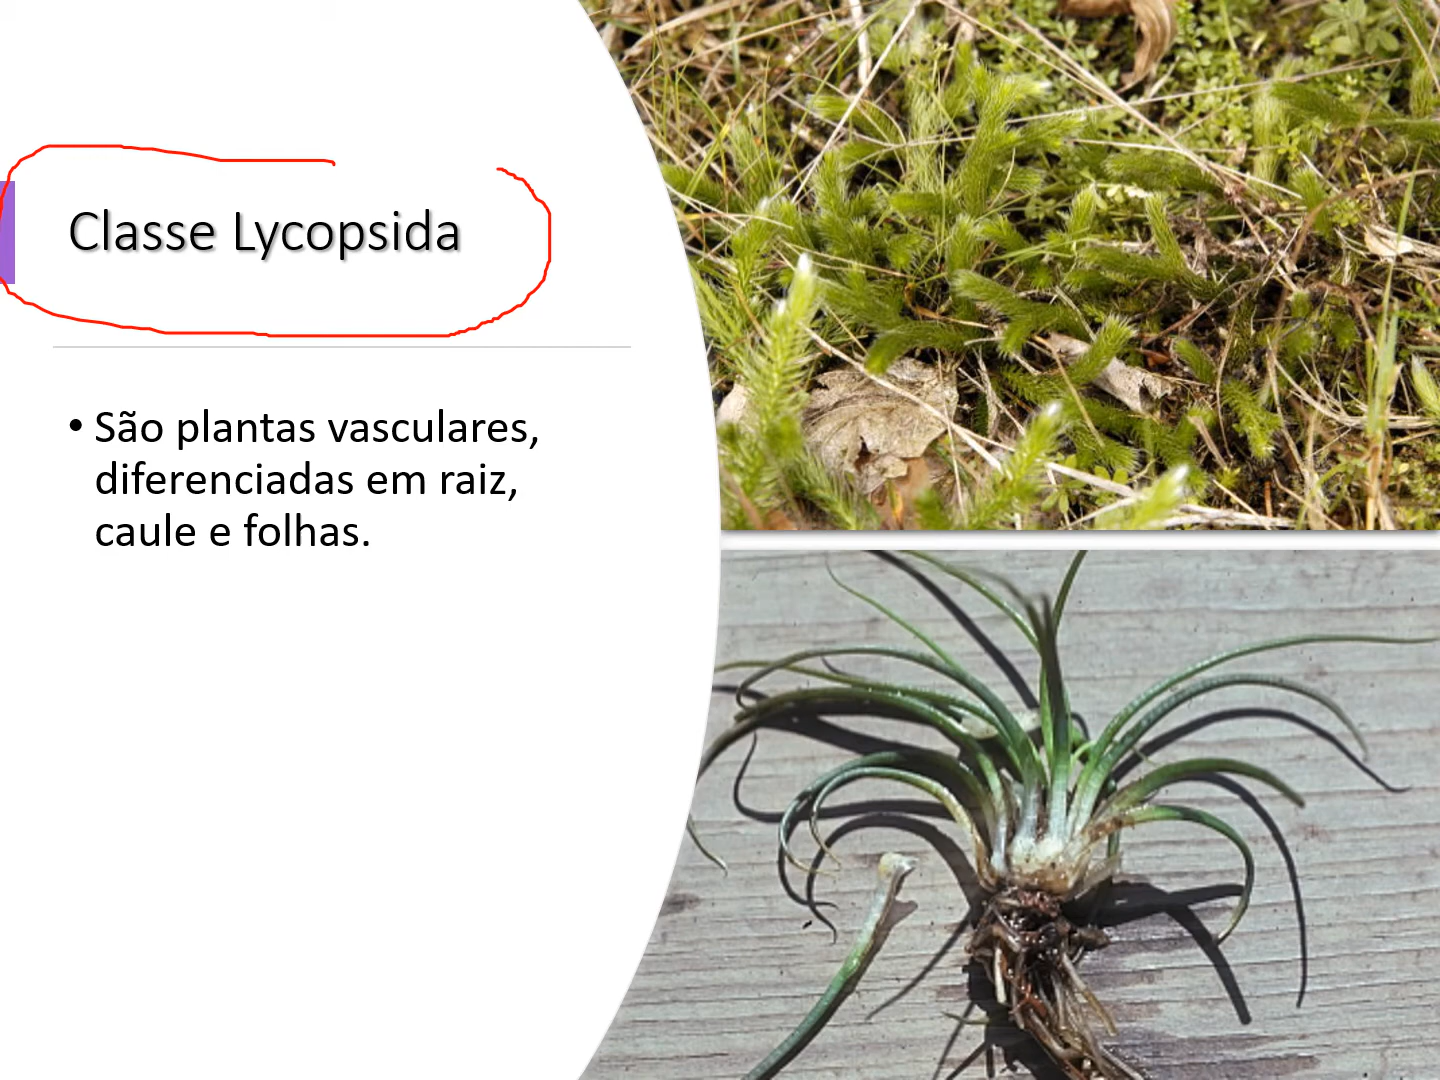 Classe Lycopsida
• São plantas vasculares,
diferenciadas em raiz,
caule e folhas.